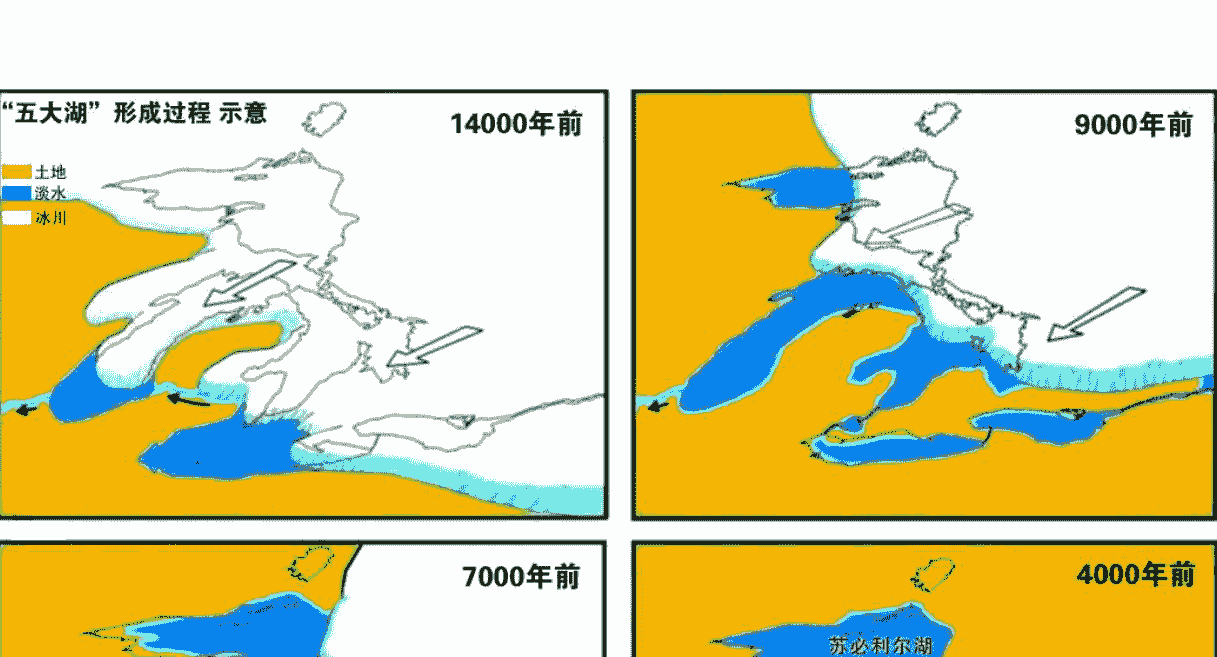 “五大湖”形成过程 示意
14000年前
土地
淡水
冰川
9000年前
7000年前
4000年前
苏必利尔湖